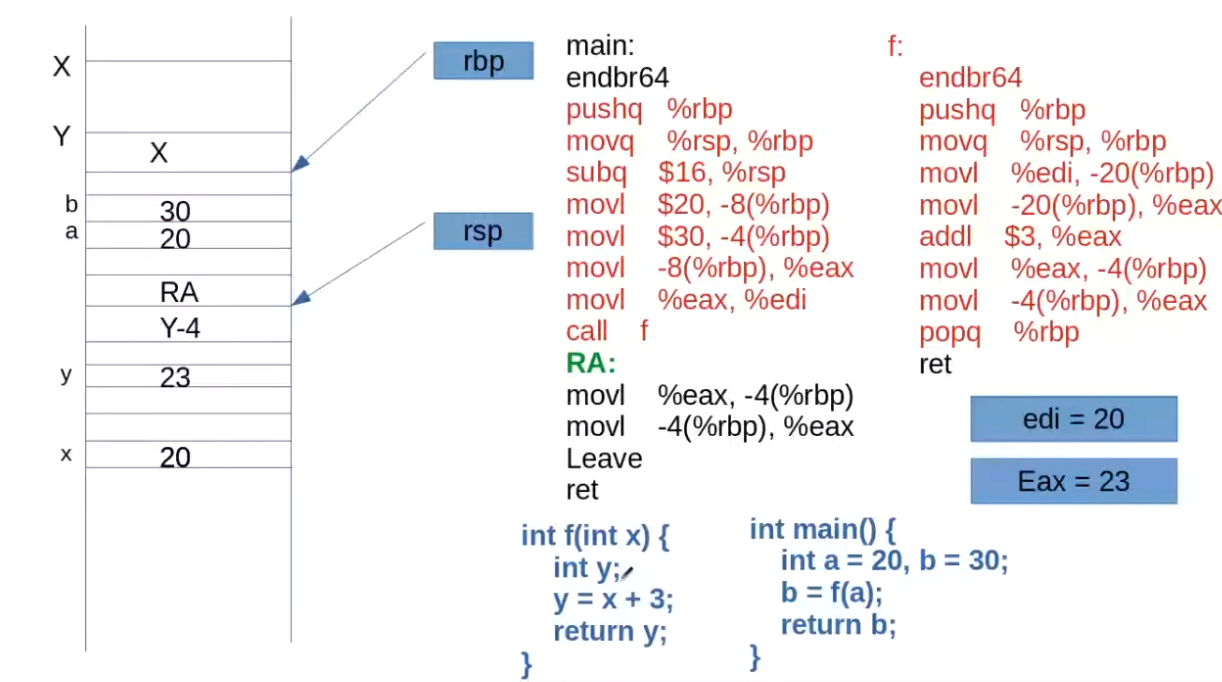 X
Y
X
b
30
a
20
RA
Y-4
y
23
x
20
rbp
rsp
main:
endbr64
pushq %rbp
movq %rsp, %rbp
subq $16, %rsp
movl $20, -8(%rbp)
movl $30, -4(%rbp)
movl -8(%rbp), %eax
movl %eax, %edi
call f
RA:
movl %eax, -4(%rbp)
movl -4(%rbp), %eax
Leave
ret
f:
endbr64
pushq %rbp
movq %rsp, %rbp
movl %edi, -20(%rbp)
movl -20(%rbp), %eax
addl $3, %eax
movl %eax, -4(%rbp)
movl -4(%rbp), %eax
popq %rbp
ret
edi = 20
Eax = 23
int f(int x) {
int y;
y = x + 3;
return y;
}
int main() {
int a = 20, b = 30;
b = f(a);
return b;
}